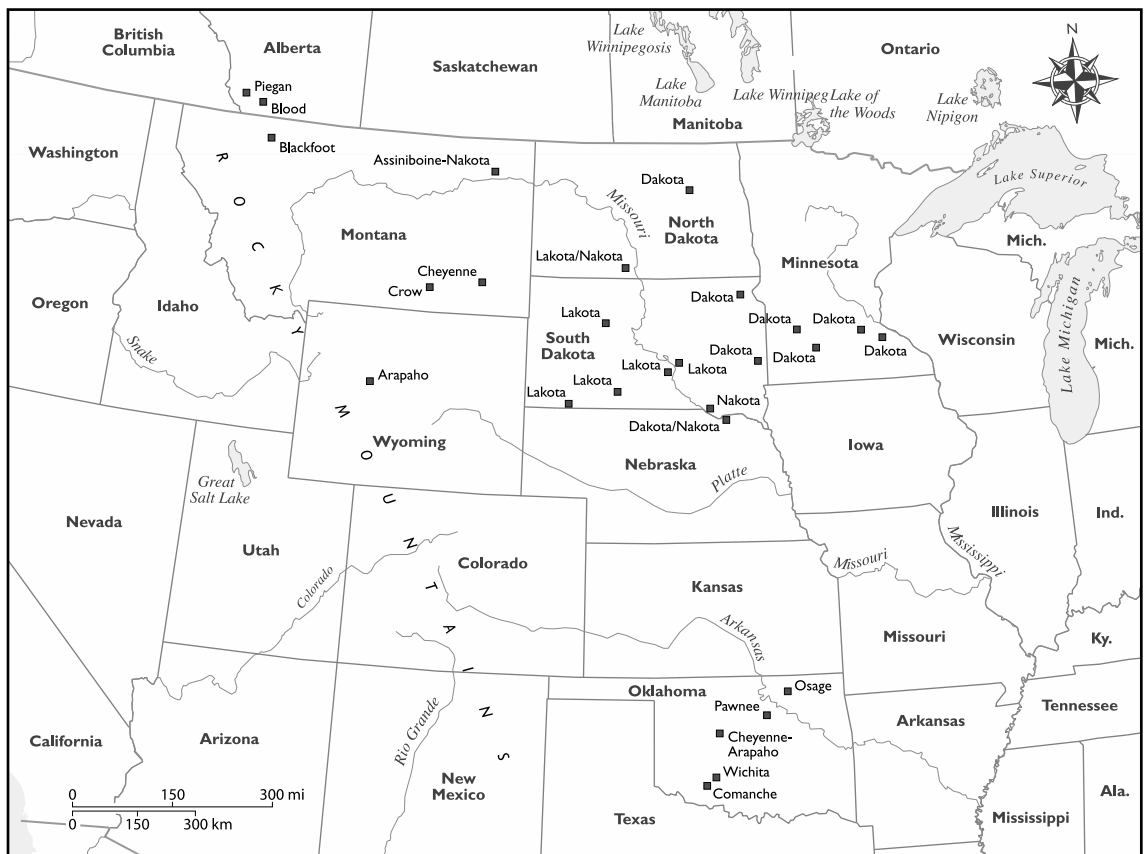 British
Columbia
Alberta
Saskatchewan
Lake
Winnipegosis
Lake
Manitoba
Lake Winnipeg
Manitoba
Lake of
the Woods
Ontario
Lake
Nipigon
N
Piegan
Blood
Blackfoot
Washington
Assiniboine-Nakota
Dakota
Lake Superior
ROCKY
MOUNTAINS
Missouri
North
Dakota
Mich.
Montana
Minnesota
Lakota/Nakota
Cheyenne
Crow
Oregon
Idaho
Dakota
Lakota
Dakota
Dakota
South
Dakota
Wisconsin
Lake Michigan
Mich.
Snake
Dakota
Dakota
Dakota
Lakota
Lakota
Arapaho
Lakota
Lakota
Nakota
Dakota/Nakota
Wyoming
Iowa
Nebraska
Platte
Great
Salt Lake
Nevada
Utah
Illinois
Ind.
Mississippi
Colorado
Colorado
Missouri
Kansas
Arkansas
Missouri
Ky.
Oklahoma
Osage
Pawnee
Arkansas
Tennessee
Rio Grande
California
Arizona
Cheyenne-
Arapaho
Wichita
Comanche
New
Mexico
Texas
Mississippi
Ala.
0 150 300 mi
0 150 300 km